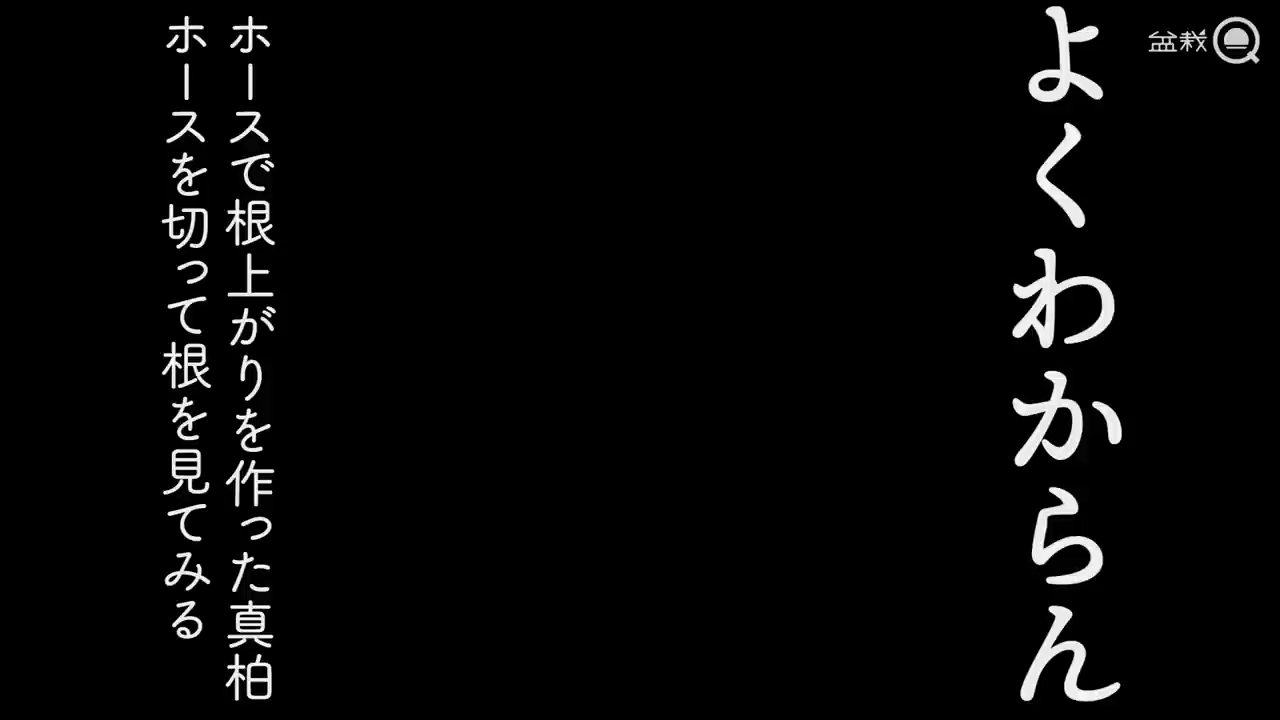 盆栽Q
よくわからん
ホースで根上がりを作った真柏
ホースを切って根を見てみる